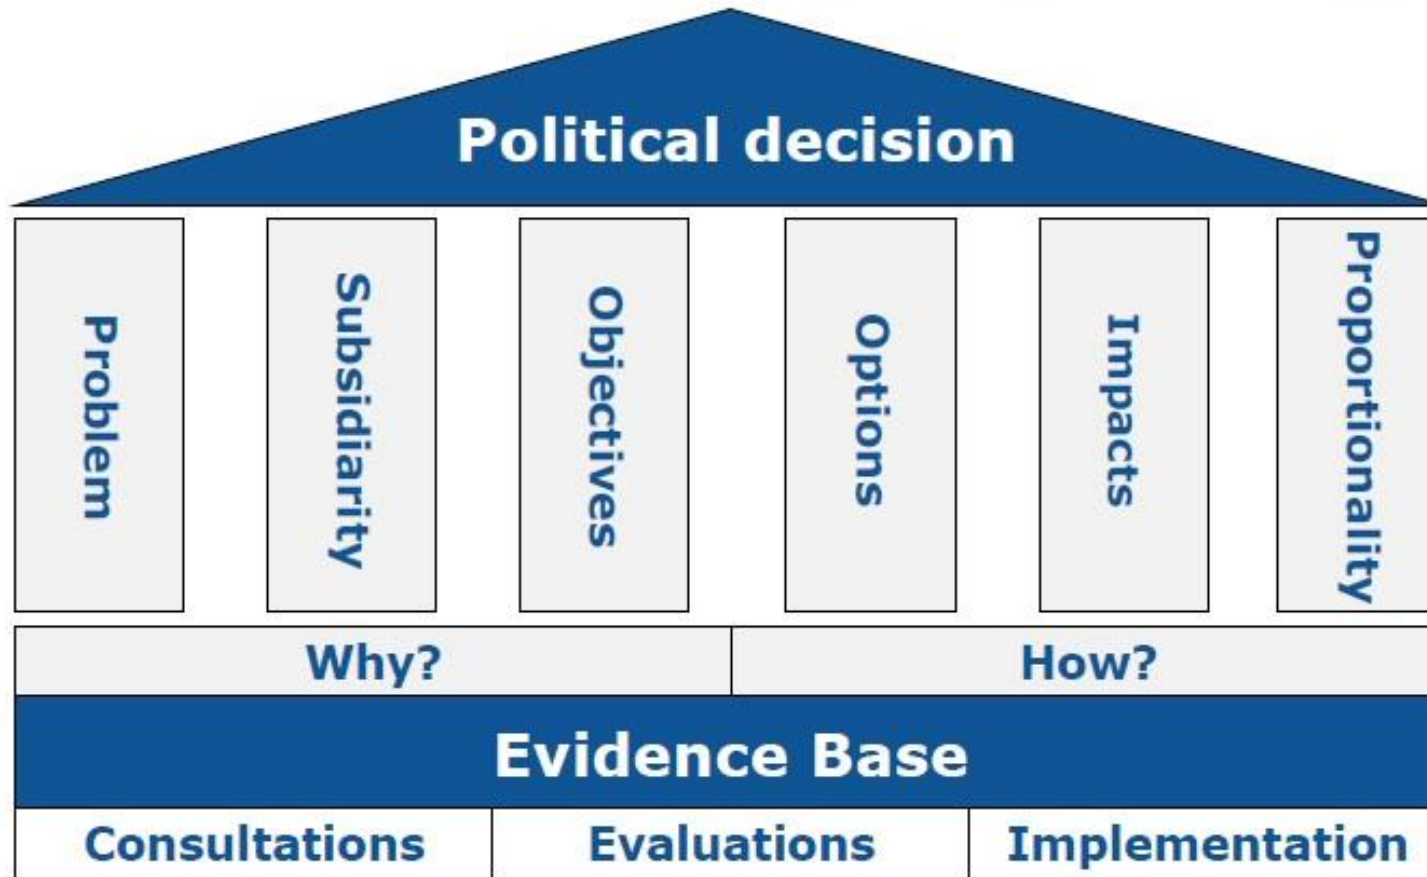 Political decision
Problem
Subsidiarity
Objectives
Options
Impacts
Proportionality
Why?
How?
Evidence Base
Consultations
Evaluations
Implementation